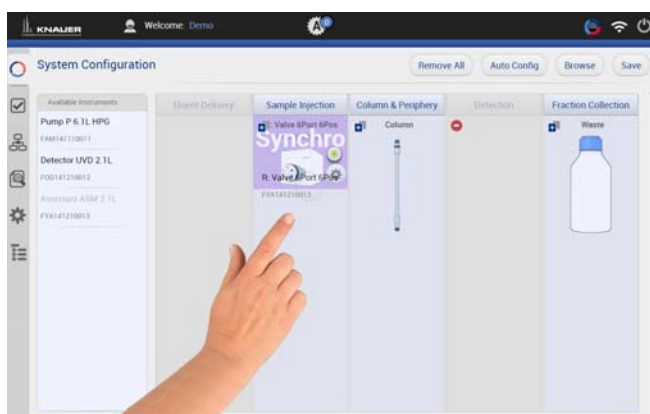 KNAUER
Welcome: Demo
System Configuration
Remove All
Auto Config
Browse
Save
Available Instruments
Pump P 6.1L HPG
FAM141110011
Detector UVD 2.1L
FOD141210012
Assistant ASM 2.1L
FYA141210013
Eluent Delivery
Sample Injection
L: Valve 6Port 6Pos
Synchro
R: Valve 6Port 6Pos
FYA141210013
Column & Periphery
Column
Detection
Fraction Collection
Waste